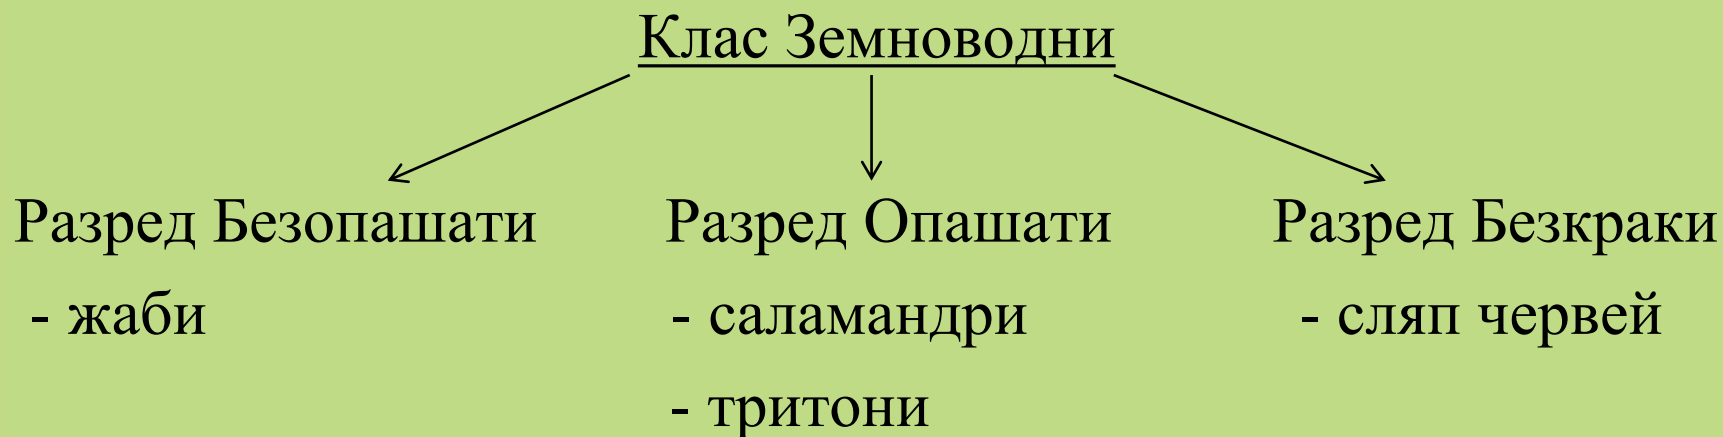 Клас Земноводни
Разред Безопашати Разред Опашати Разред Безкраки
- жаби - саламандри - сляп червей
- тритони